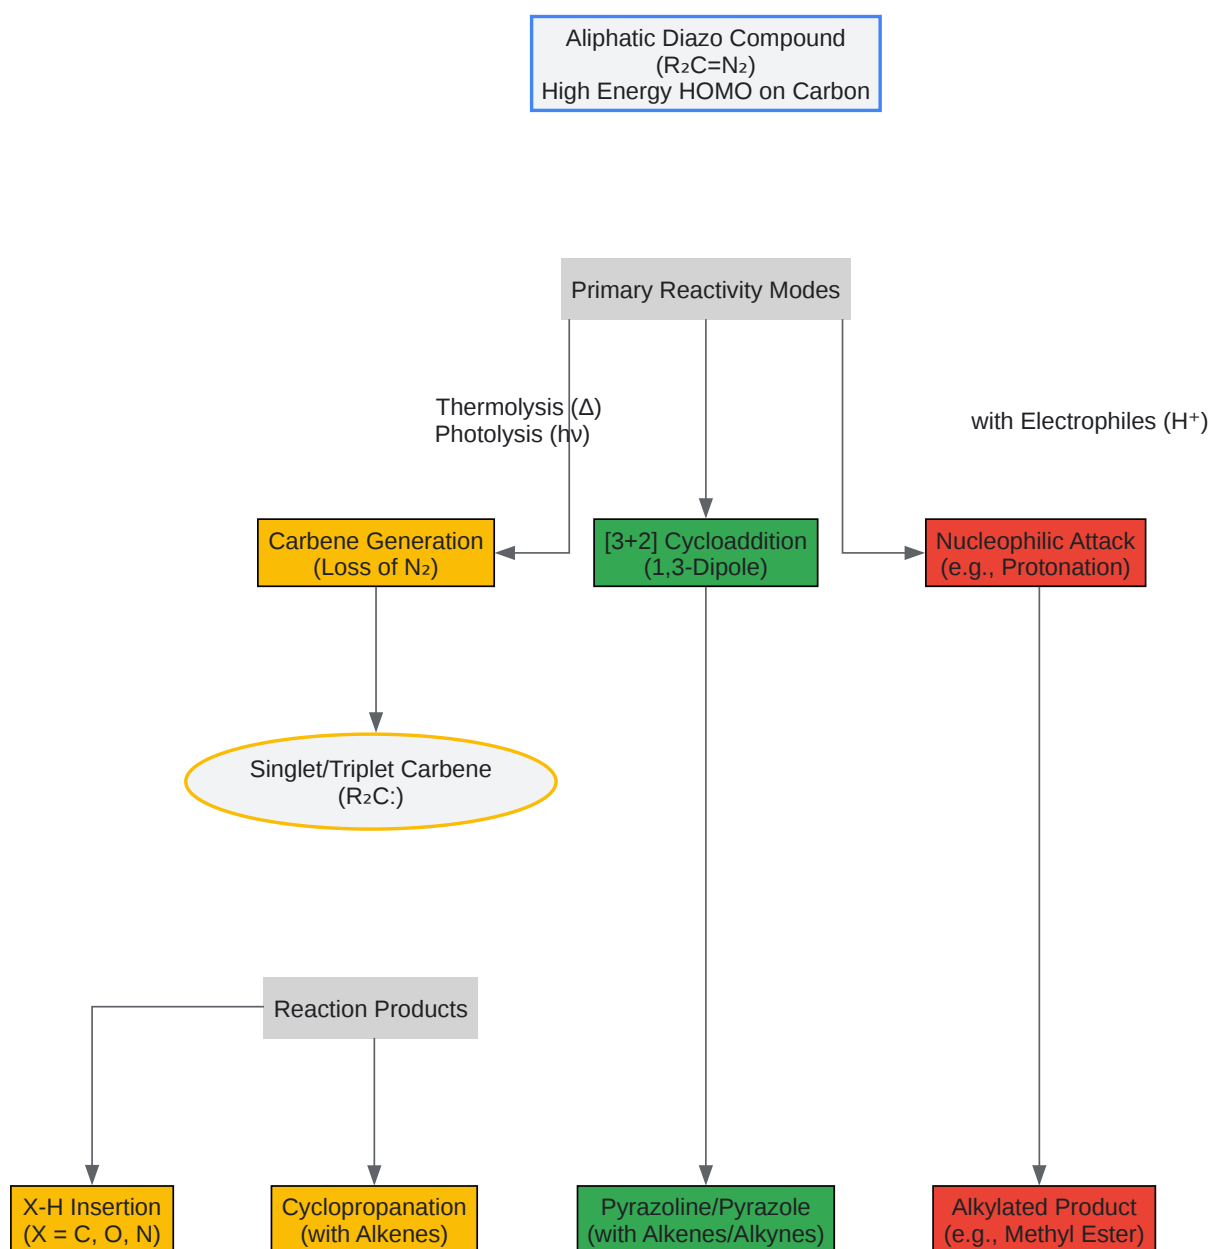 Aliphatic Diazo Compound
(R₂C=N₂)
High Energy HOMO on Carbon
Primary Reactivity Modes
Thermolysis (Δ)
Photolysis (hν)
with Electrophiles (H⁺)
Carbene Generation
(Loss of N₂)
[3+2] Cycloaddition
(1,3-Dipole)
Nucleophilic Attack
(e.g., Protonation)
Singlet/Triplet Carbene
(R₂C:)
Reaction Products
X-H Insertion
(X = C, O, N)
Cyclopropanation
(with Alkenes)
Pyrazoline/Pyrazole
(with Alkenes/Alkynes)
Alkylated Product
(e.g., Methyl Ester)